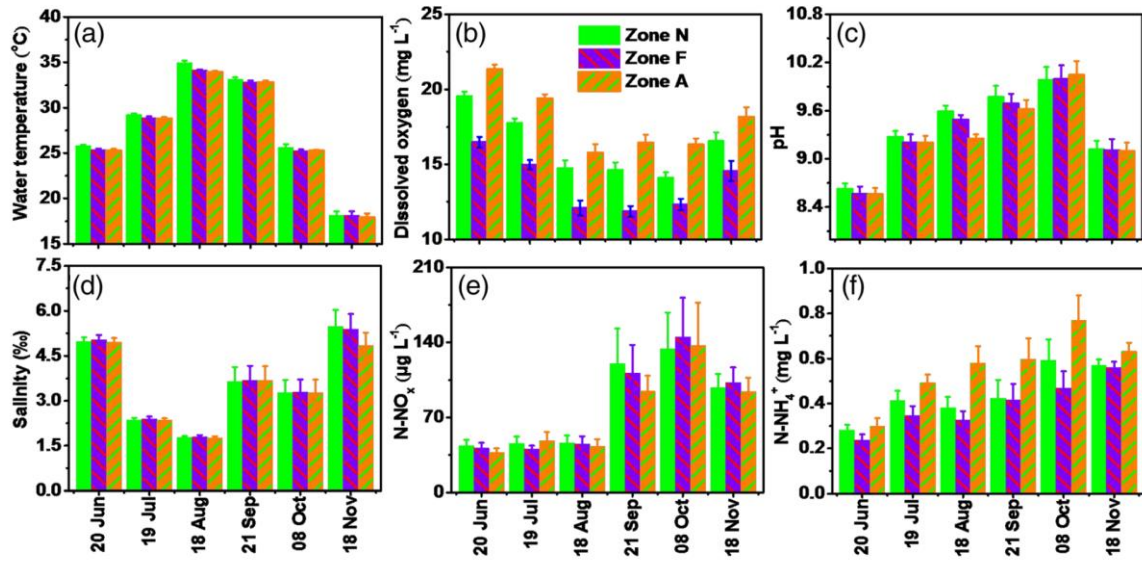 (a)
Water temperature (°C)
40
35
30
25
20
15
(b)
Dissolved oxygen (mg L⁻¹)
25
20
15
10
Zone N
Zone F
Zone A
(c)
pH
10.8
10.2
9.6
9.0
8.4
(d)
Salinity (‰)
7.5
6.0
4.5
3.0
1.5
0.0
20 Jun
19 Jul
18 Aug
21 Sep
08 Oct
18 Nov
(e)
N-NOₓ (µg L⁻¹)
210
140
70
0
20 Jun
19 Jul
18 Aug
21 Sep
08 Oct
18 Nov
(f)
N-NH₄⁺ (mg L⁻¹)
1.0
0.8
0.6
0.4
0.2
0.0
20 Jun
19 Jul
18 Aug
21 Sep
08 Oct
18 Nov